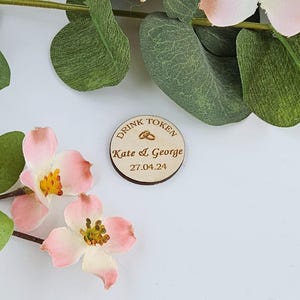 DRINK TOKEN
Kate & George
27.04.24